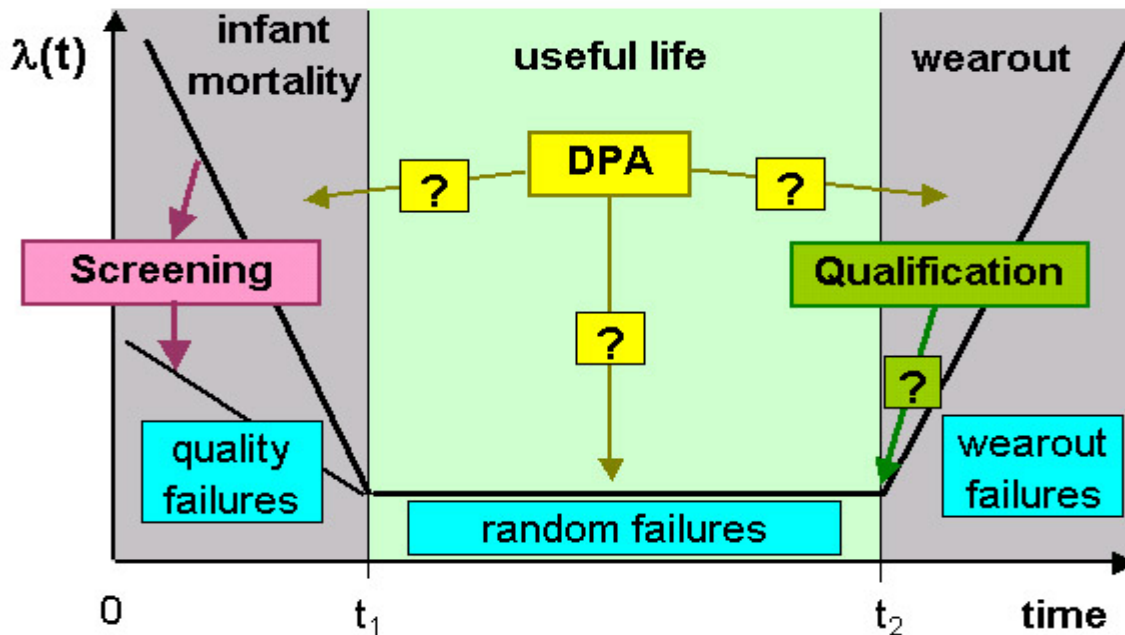 λ(t)
infant
mortality
useful life
wearout
DPA
?
?
Screening
Qualification
?
?
quality
failures
wearout
failures
random failures
0
t₁
t₂
time